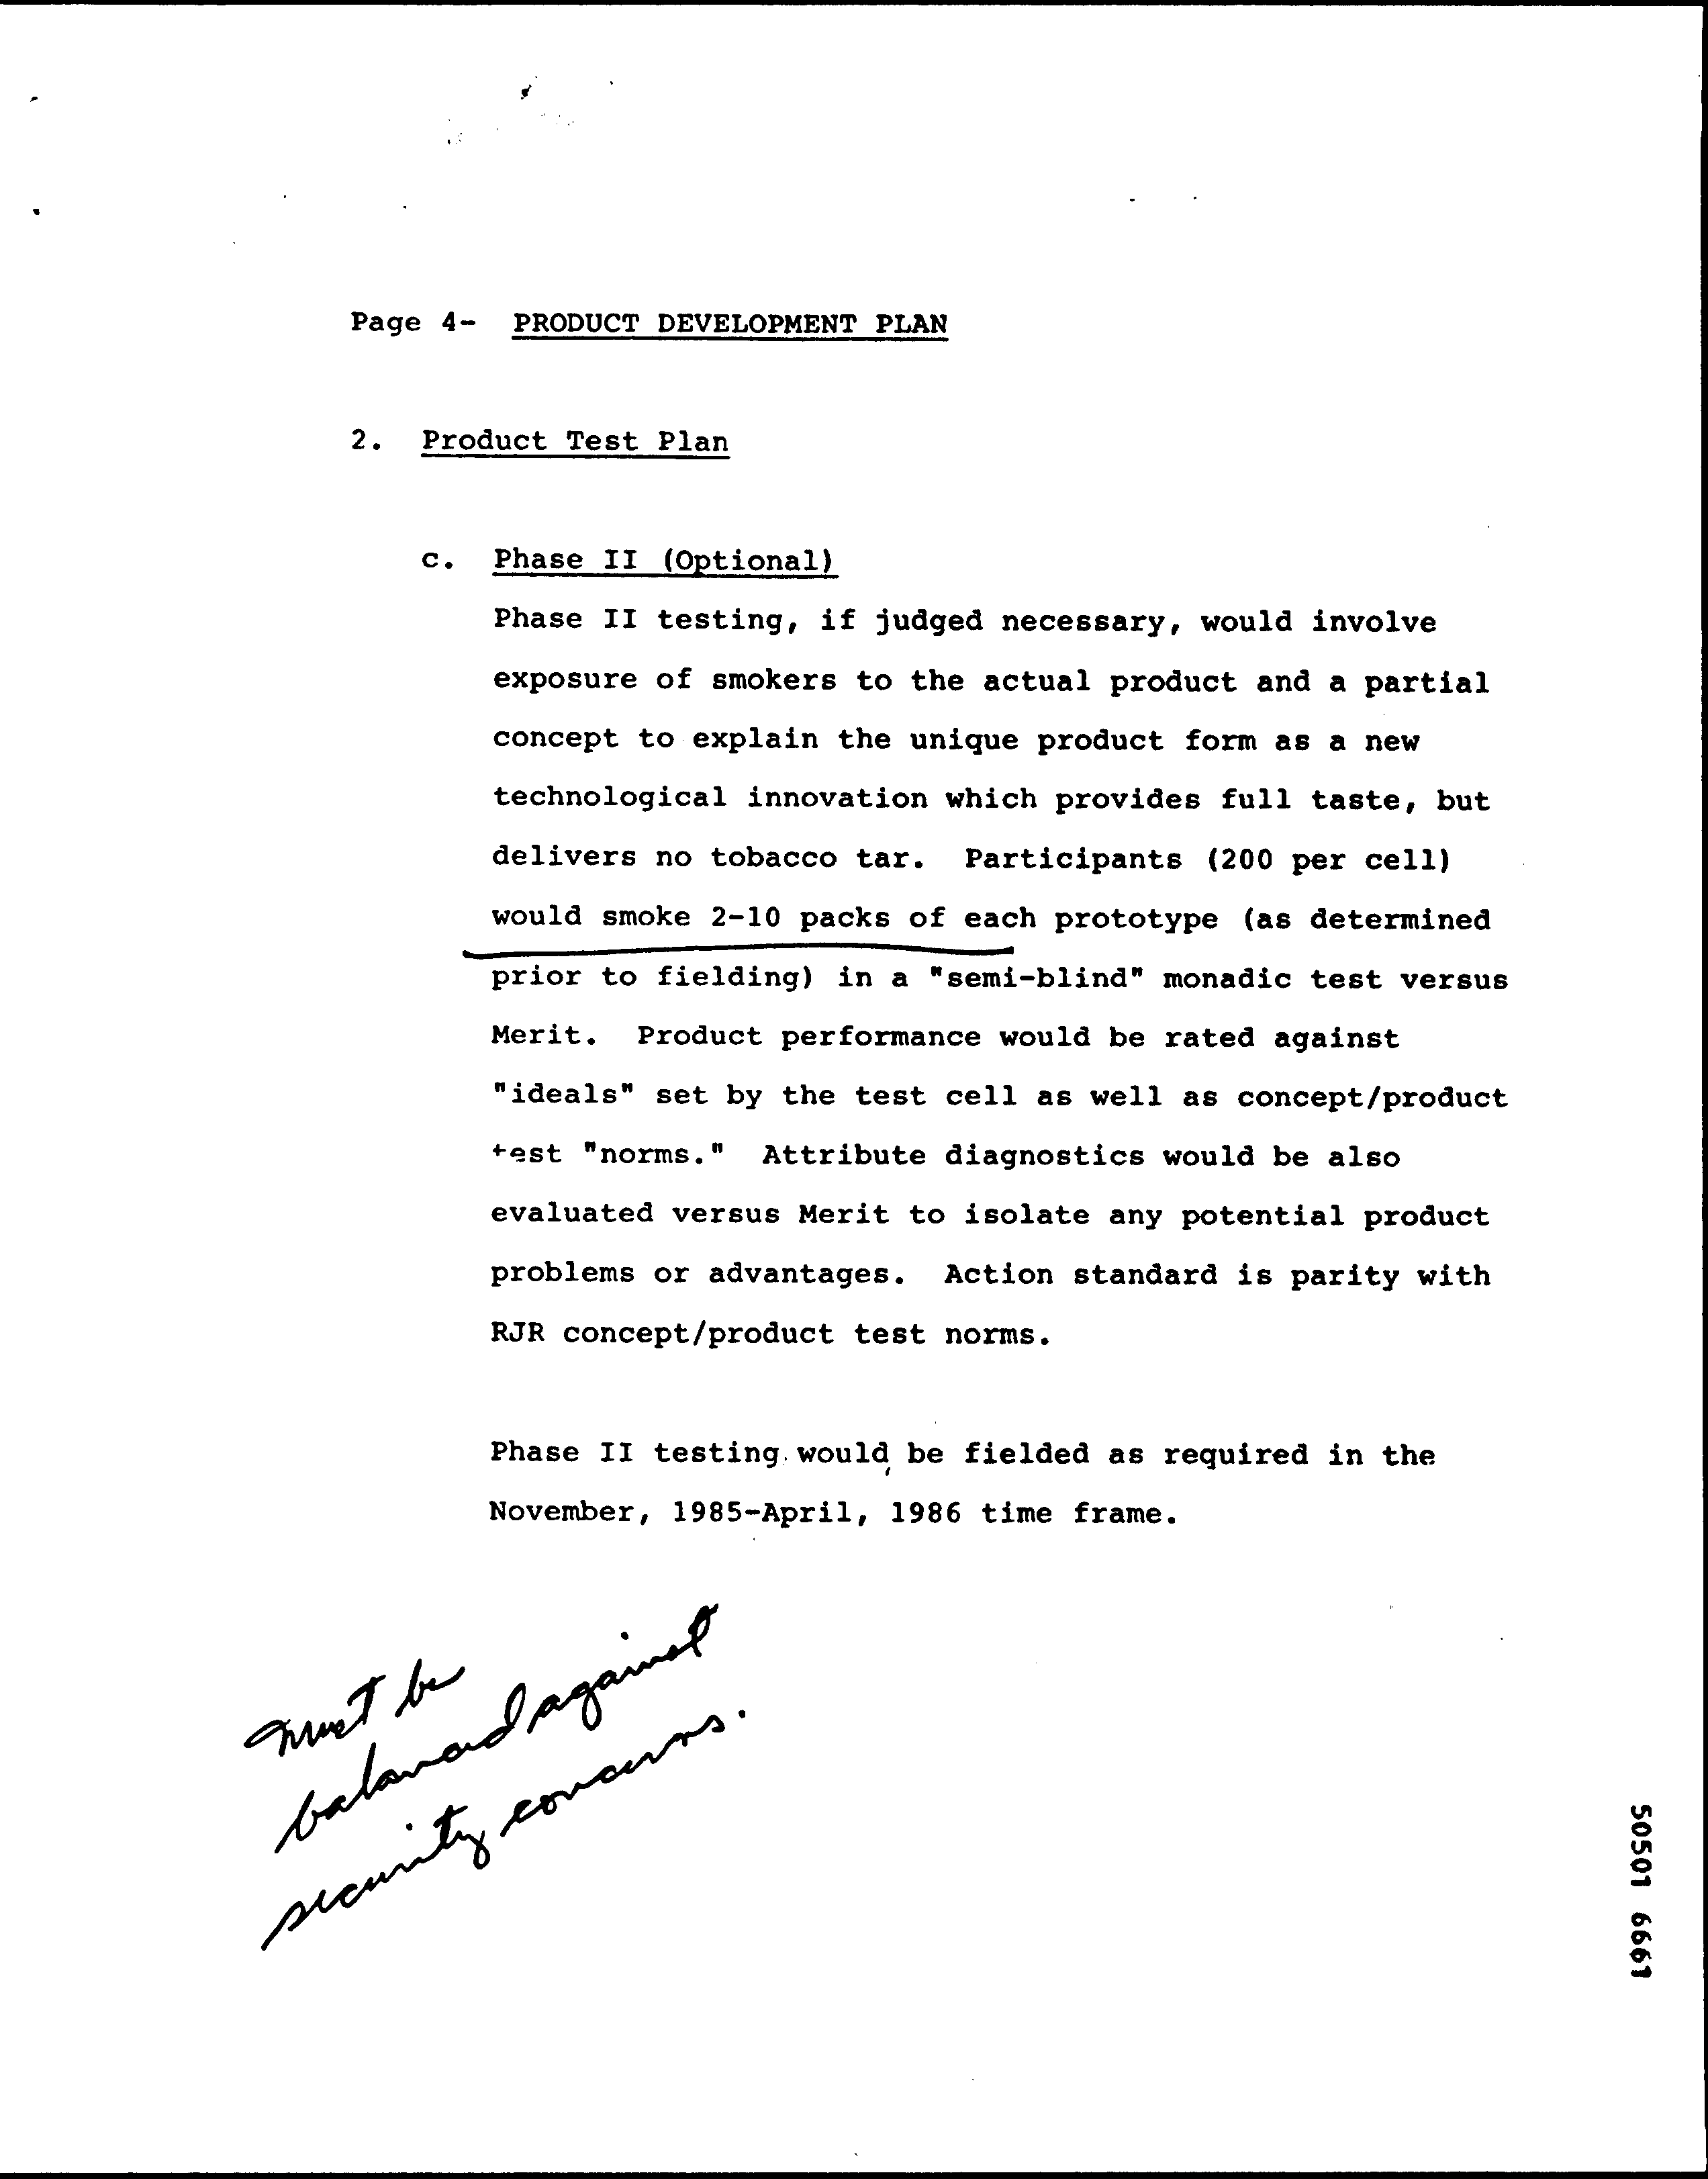 Page 4- PRODUCT DEVELOPMENT PLAN
2. Product Test Plan
c. Phase II (Optional)
Phase II testing, if judged necessary, would involve
exposure of smokers to the actual product and a partial
concept to explain the unique product form as a new
technological innovation which provides full taste, but
delivers no tobacco tar. Participants (200 per cell)
would smoke 2-10 packs of each prototype (as determined
prior to fielding) in a "semi-blind" monadic test versus
Merit. Product performance would be rated against
"ideals" set by the test cell as well as concept/product
test "norms." Attribute diagnostics would be also
evaluated versus Merit to isolate any potential product
problems or advantages. Action standard is parity with
RJR concept/product test norms.
Phase II testing would be fielded as required in the
November, 1985-April, 1986 time frame.
must be
balanced against
security concerns.
50501 6661